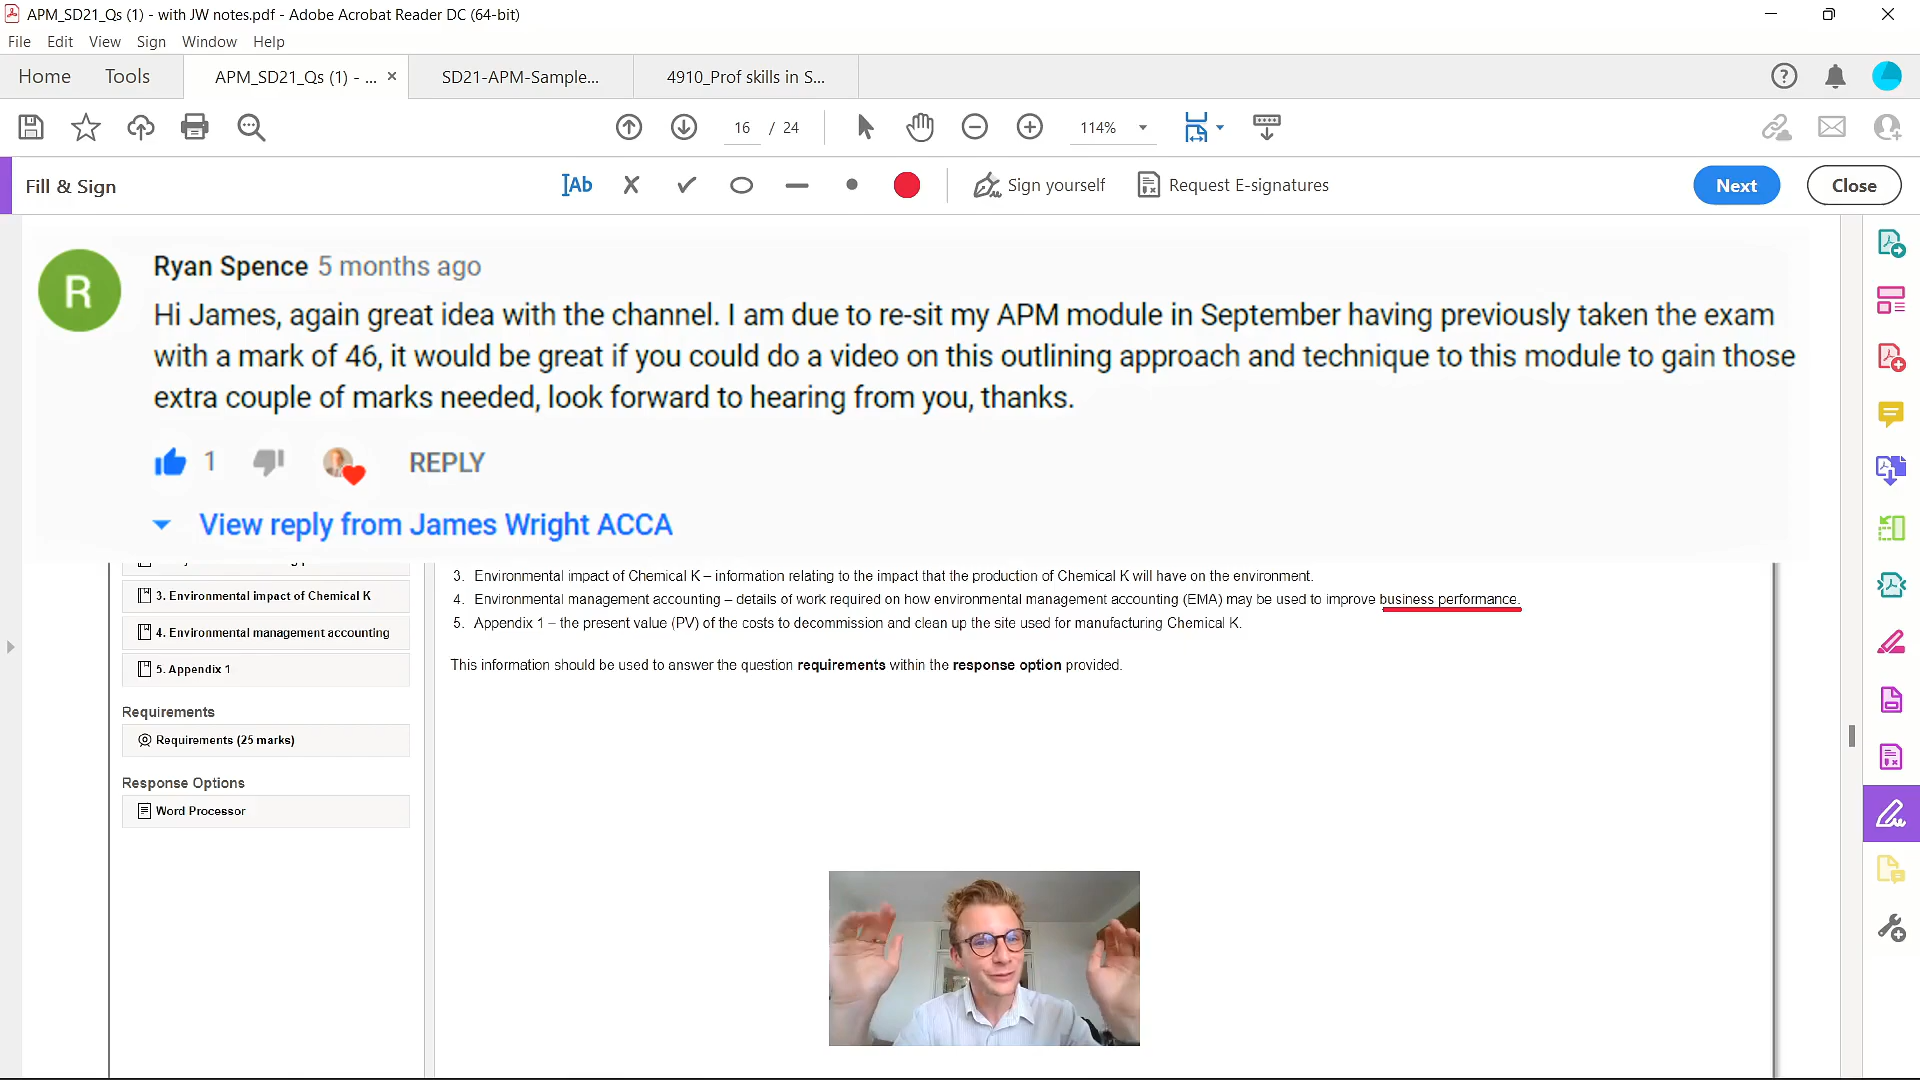 APM_SD21_Qs (1) - with JW notes.pdf - Adobe Acrobat Reader DC (64-bit)
File Edit View Sign Window Help
Home Tools APM_SD21_Qs (1) - ... SD21-APM-Sample... 4910_Prof skills in S...
16 / 24 114%
Fill & Sign Ab Sign yourself Request E-signatures Next Close
R
Ryan Spence 5 months ago
Hi James, again great idea with the channel. I am due to re-sit my APM module in September having previously taken the exam
with a mark of 46, it would be great if you could do a video on this outlining approach and technique to this module to gain those
extra couple of marks needed, look forward to hearing from you, thanks.
1 REPLY
View reply from James Wright ACCA
3. Environmental impact of Chemical K
4. Environmental management accounting
5. Appendix 1
Requirements
Requirements (25 marks)
Response Options
Word Processor
3. Environmental impact of Chemical K – information relating to the impact that the production of Chemical K will have on the environment.
4. Environmental management accounting – details of work required on how environmental management accounting (EMA) may be used to improve business performance.
5. Appendix 1 – the present value (PV) of the costs to decommission and clean up the site used for manufacturing Chemical K.
This information should be used to answer the question requirements within the response option provided.